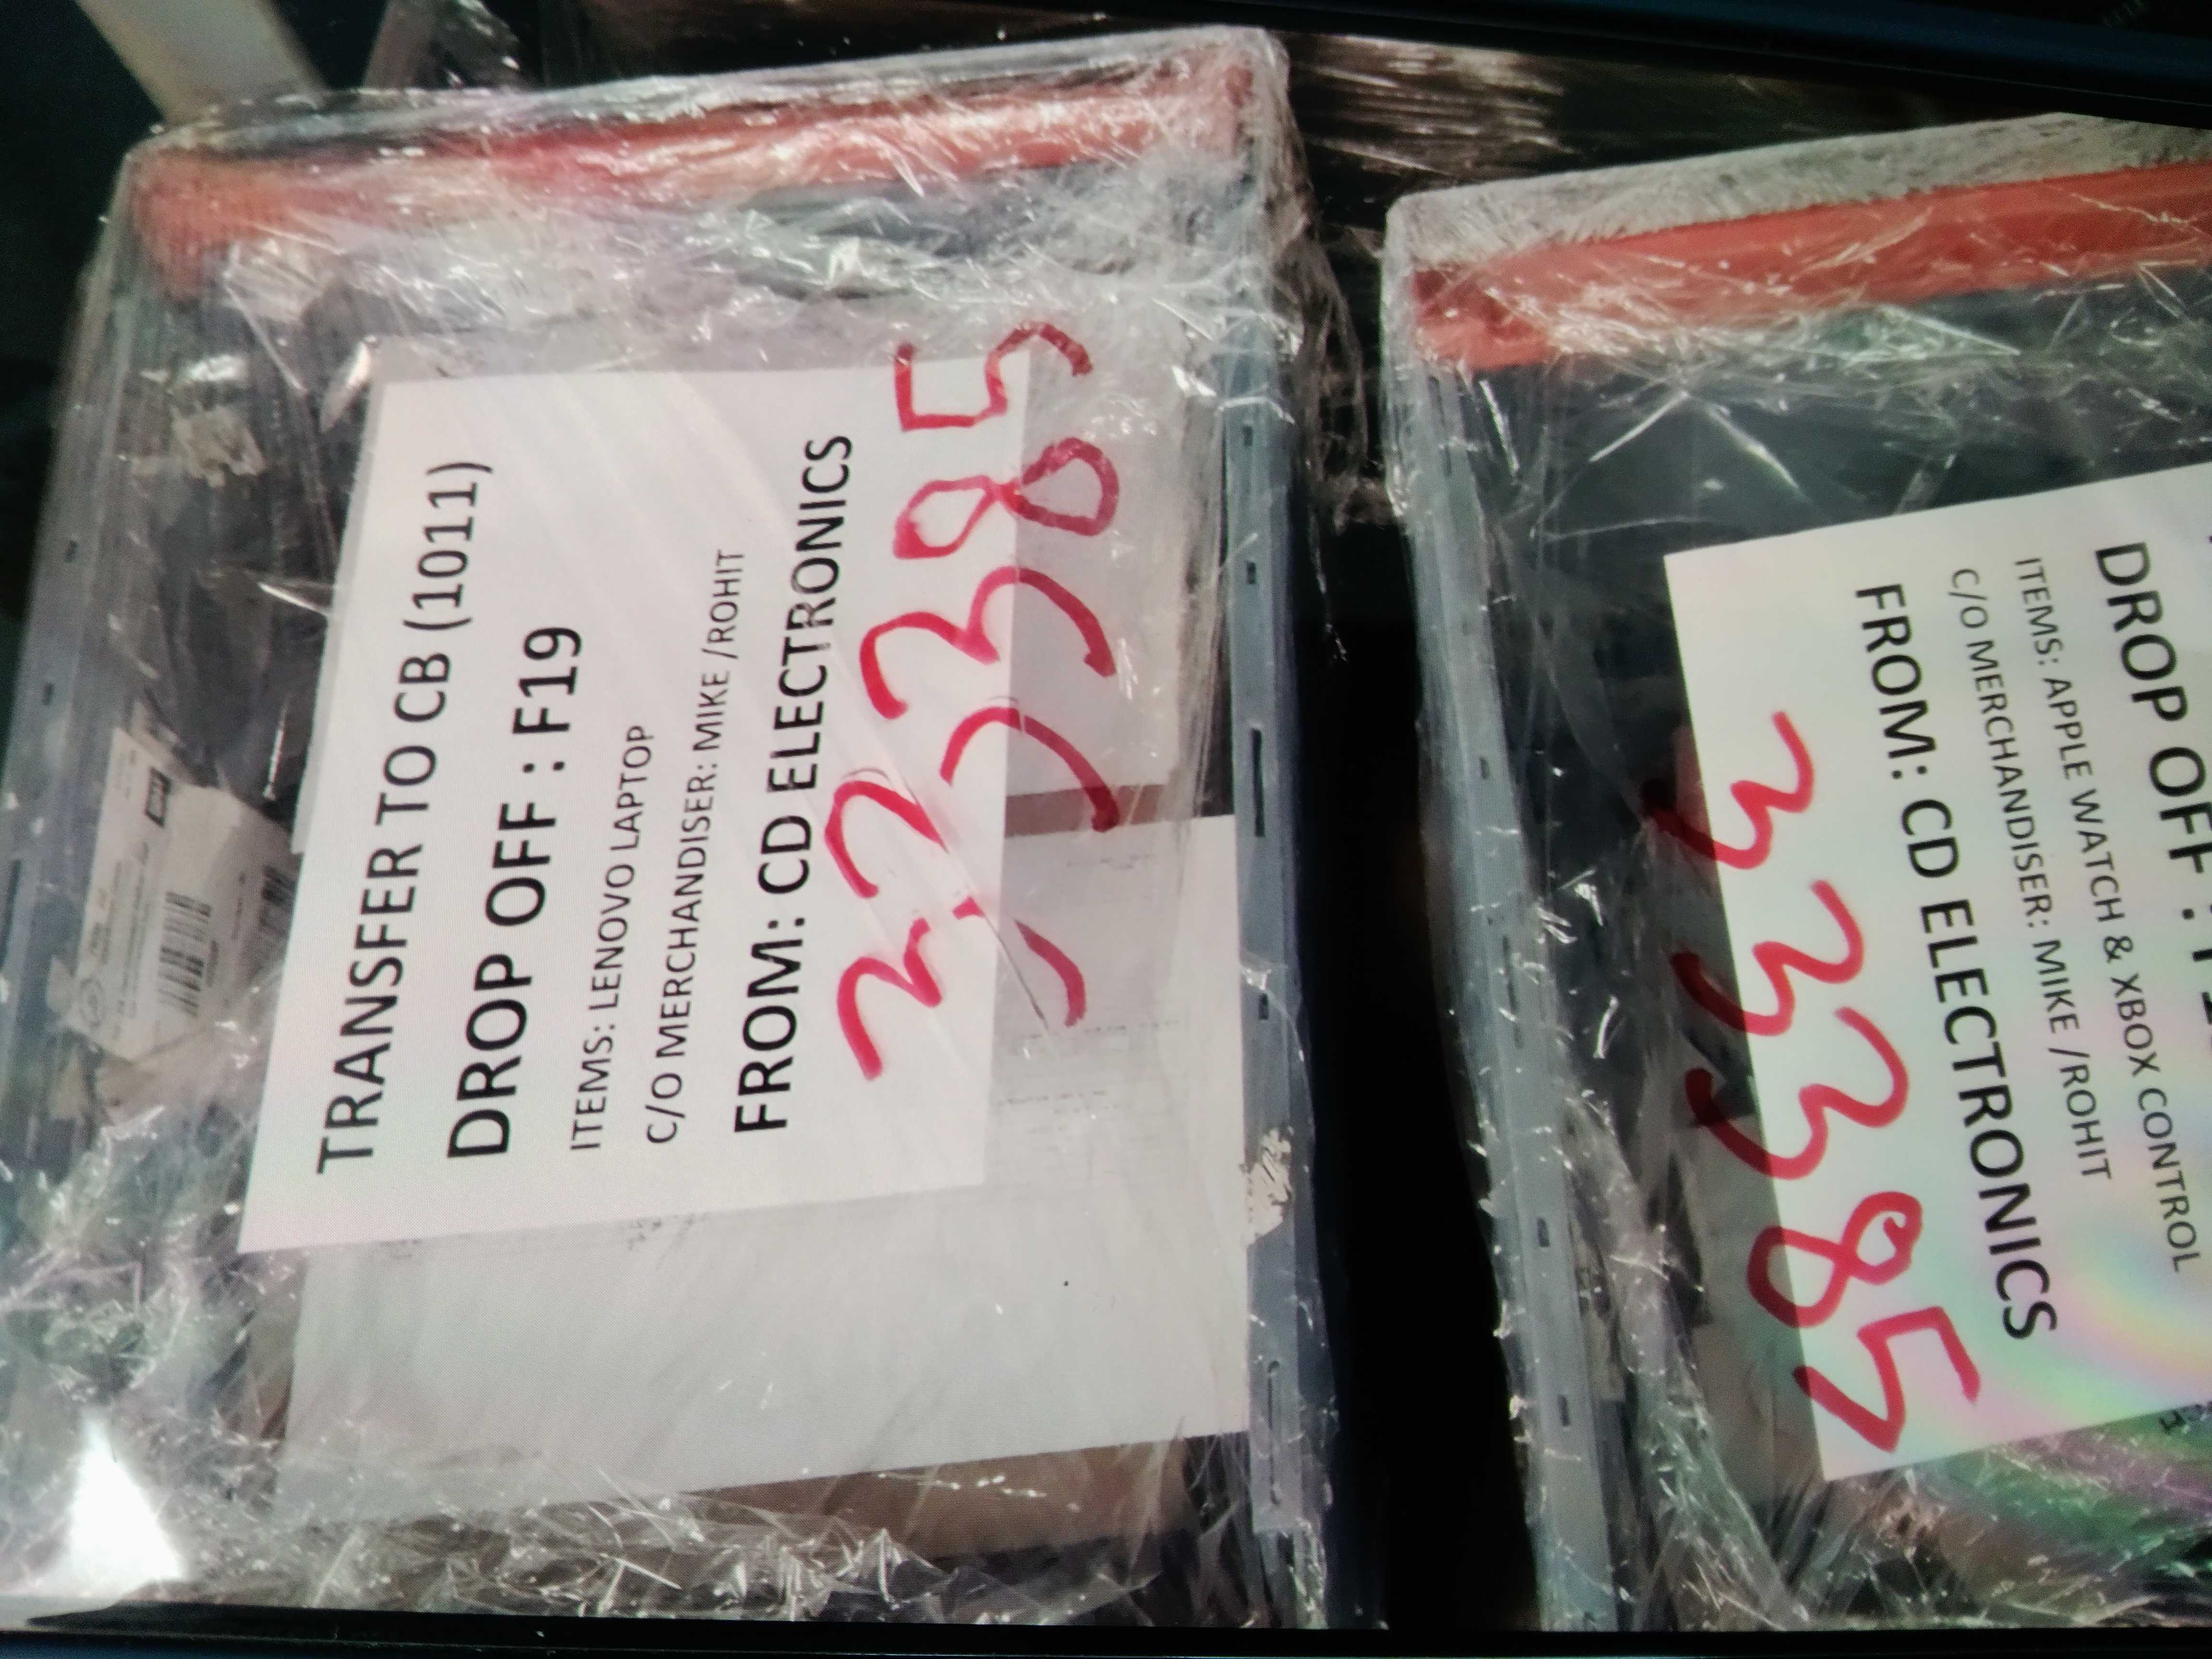 TRANSFER TO CB (1011)
DROP OFF : F19
ITEMS: LENOVO LAPTOP
C/O MERCHANDISER: MIKE /ROHIT
FROM: CD ELECTRONICS
33385
DROP OFF :
ITEMS: APPLE WATCH & XBOX CONTROL
C/O MERCHANDISER: MIKE /ROHIT
FROM: CD ELECTRONICS
33385